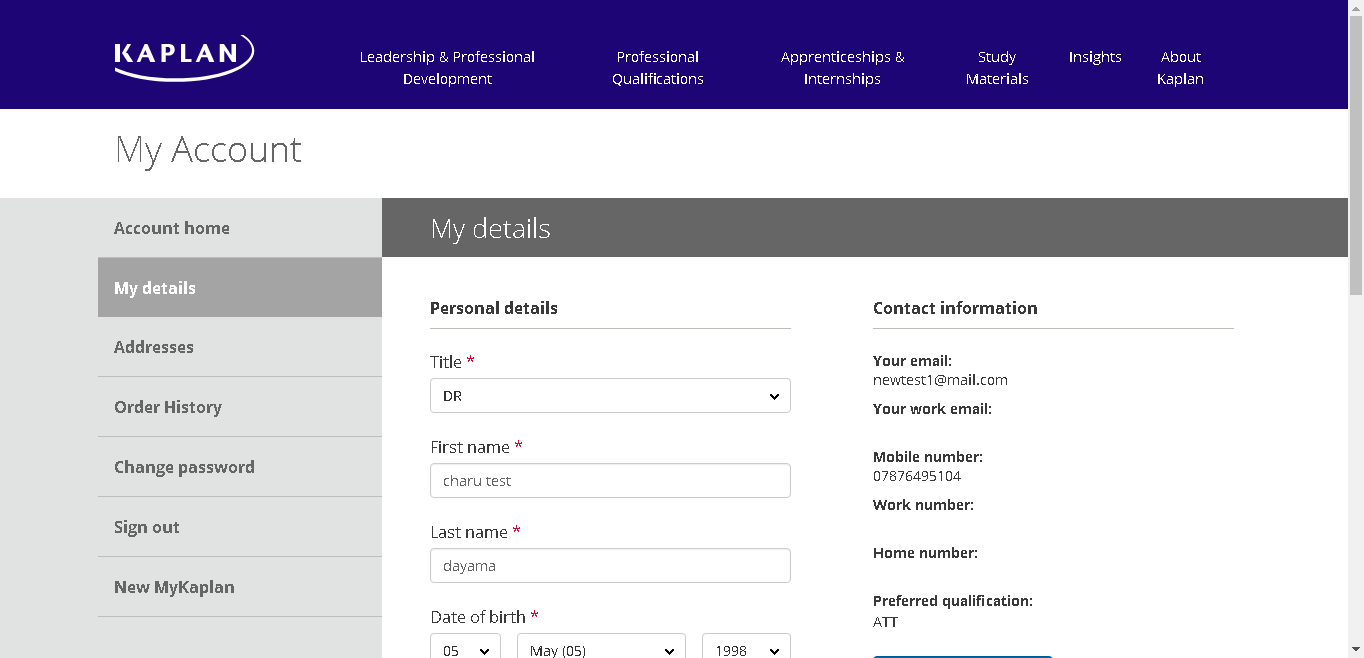 KAPLAN
Leadership & Professional
Development
Professional
Qualifications
Apprenticeships &
Internships
Study
Materials
Insights
About
Kaplan
My Account
Account home
My details
Addresses
Order History
Change password
Sign out
New MyKaplan
My details
Personal details
Title *
DR
First name *
charu test
Last name *
dayama
Date of birth *
05 May (05) 1998
Contact information
Your email:
newtest1@mail.com
Your work email:
Mobile number:
07876495104
Work number:
Home number:
Preferred qualification:
ATT